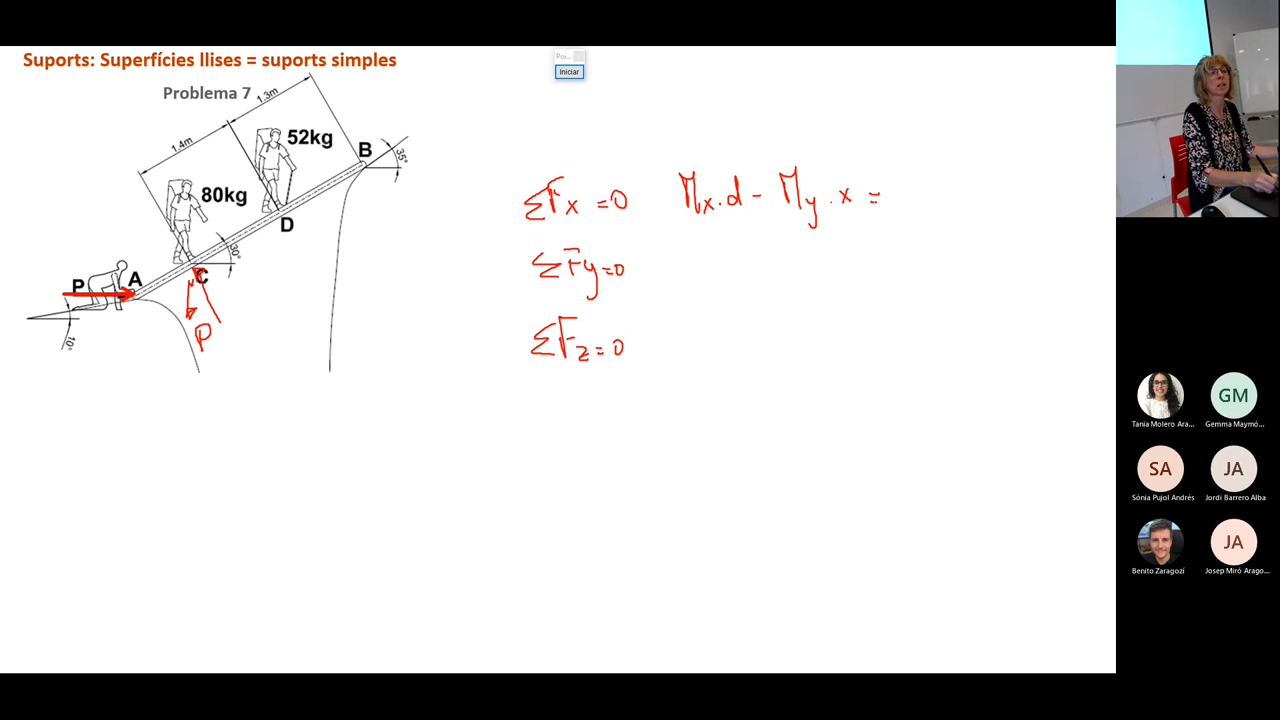 Suports: Superfícies llises = suports simples
Poi...
Iniciar
Problema 7
1.3m
1.4m
52kg
80kg
B
35°
D
30°
P
A
C
10°
P
ΣFx = 0 Mx.d - My.x =
ΣFy = 0
ΣFz = 0
Tania Molero Ara...
GM
Gemma Maymó...
SA
Sònia Pujol Andrés
JA
Jordi Barrero Alba
Benito Zaragozí
JA
Josep Miró Arago...